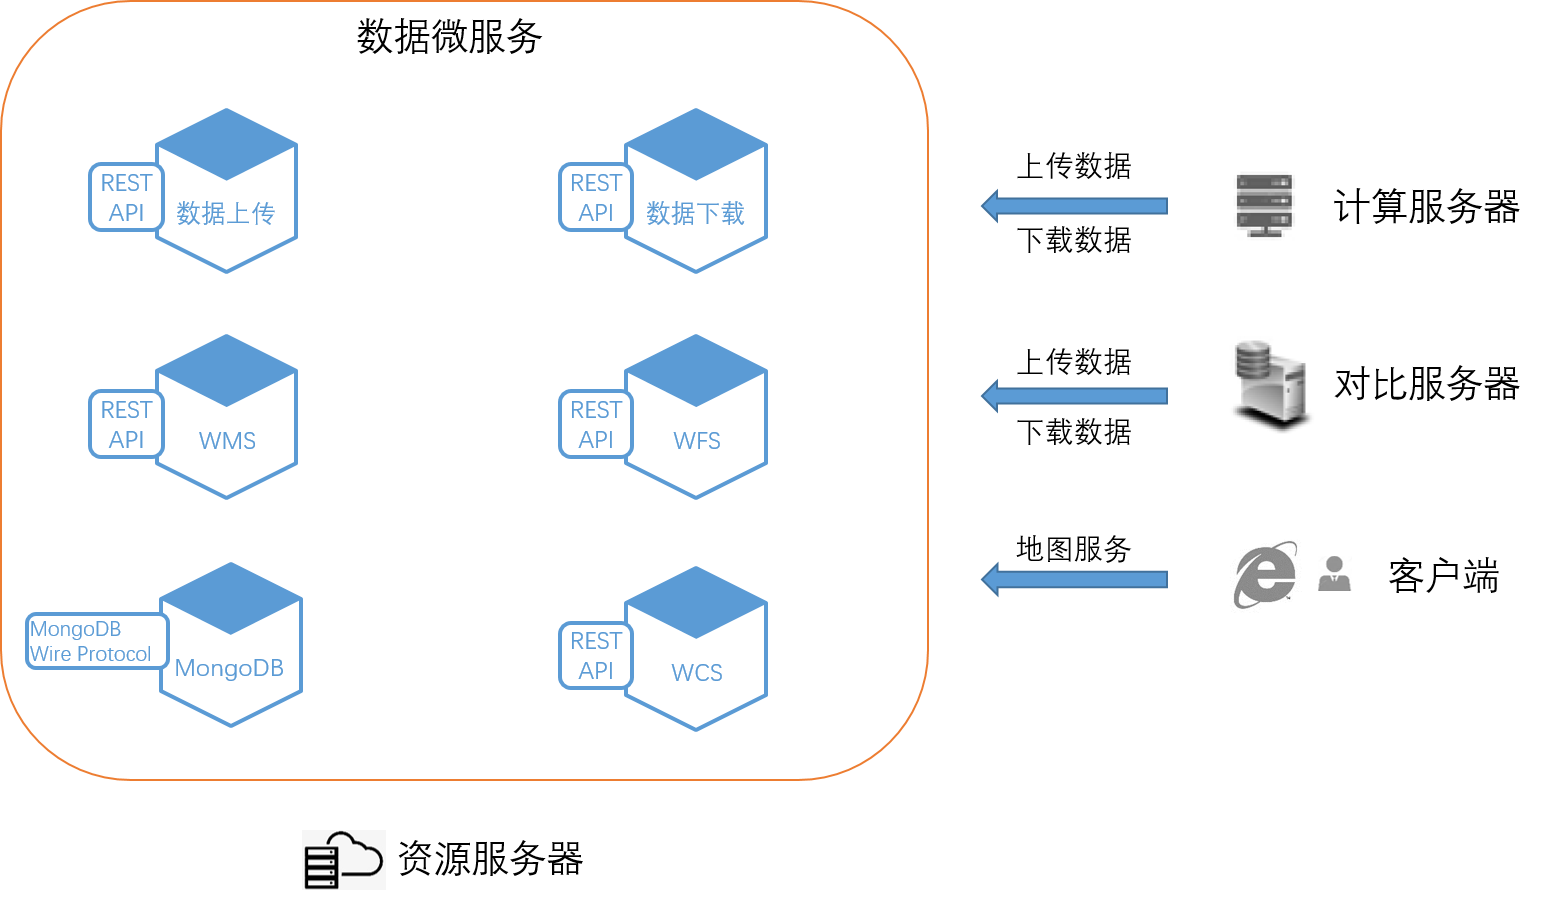 数据微服务
REST
API
数据上传
REST
API
数据下载
上传数据
下载数据
计算服务器
REST
API
WMS
REST
API
WFS
上传数据
下载数据
对比服务器
MongoDB
Wire Protocol
MongoDB
REST
API
WCS
地图服务
客户端
资源服务器